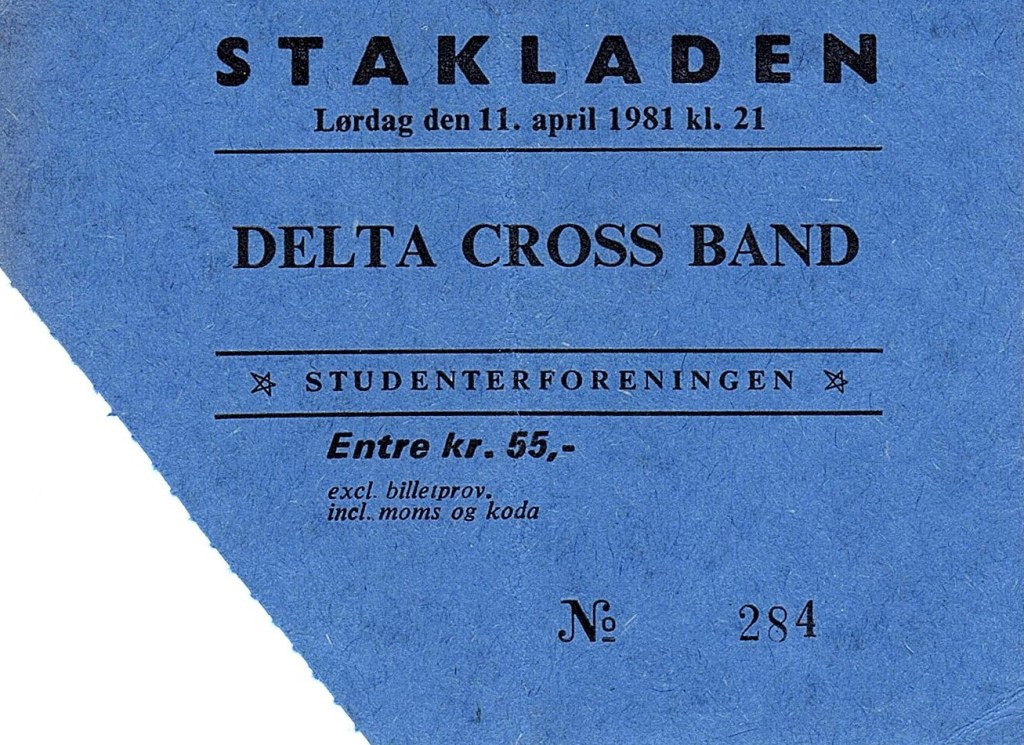 STAKLADEN
Lørdag den 11. april 1981 kl. 21
DELTA CROSS BAND
STUDENTERFORENINGEN
Entre kr. 55,-
excl. billetprov.
incl. moms og koda
№ 284